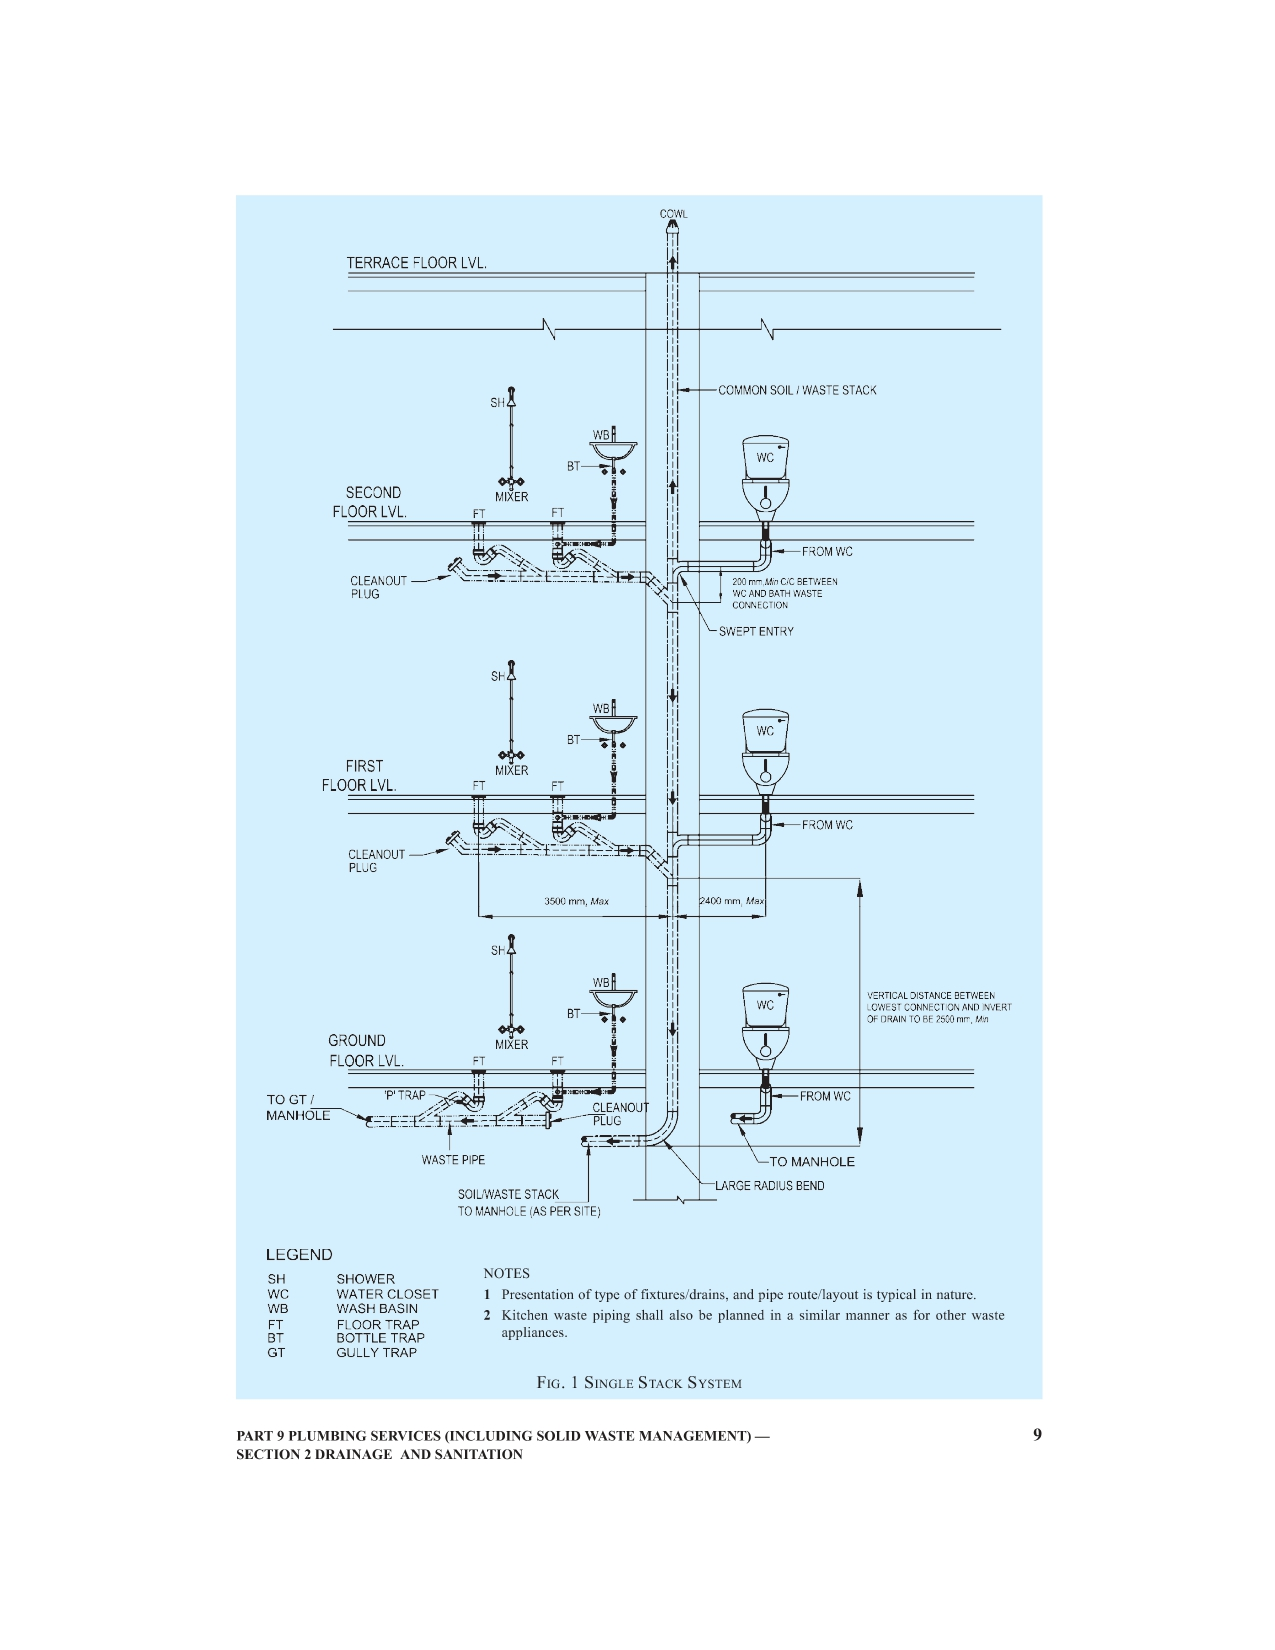 COWL
TERRACE FLOOR LVL.
COMMON SOIL / WASTE STACK
SH
WB
WC
BT
SECOND
FLOOR LVL.
MIXER
FT
FT
FROM WC
CLEANOUT
PLUG
200 mm,Min C/C BETWEEN
WC AND BATH WASTE
CONNECTION
SWEPT ENTRY
SH
WB
WC
BT
FIRST
FLOOR LVL.
MIXER
FT
FT
FROM WC
CLEANOUT
PLUG
3500 mm, Max
2400 mm, Max
SH
WB
WC
BT
VERTICAL DISTANCE BETWEEN
LOWEST CONNECTION AND INVERT
OF DRAIN TO BE 2500 mm, Min
GROUND
FLOOR LVL.
MIXER
FT
FT
TO GT /
MANHOLE
'P' TRAP
CLEANOUT
PLUG
FROM WC
WASTE PIPE
TO MANHOLE
LARGE RADIUS BEND
SOIL/WASTE STACK
TO MANHOLE (AS PER SITE)
LEGEND
SH SHOWER
WC WATER CLOSET
WB WASH BASIN
FT FLOOR TRAP
BT BOTTLE TRAP
GT GULLY TRAP
NOTES
1 Presentation of type of fixtures/drains, and pipe route/layout is typical in nature.
2 Kitchen waste piping shall also be planned in a similar manner as for other waste
appliances.
FIG. 1 SINGLE STACK SYSTEM
PART 9 PLUMBING SERVICES (INCLUDING SOLID WASTE MANAGEMENT) —
SECTION 2 DRAINAGE AND SANITATION
9